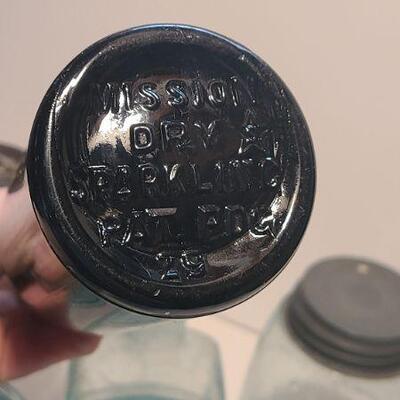 MISSION
DRY
SPARKLING
PAT. PDG
29